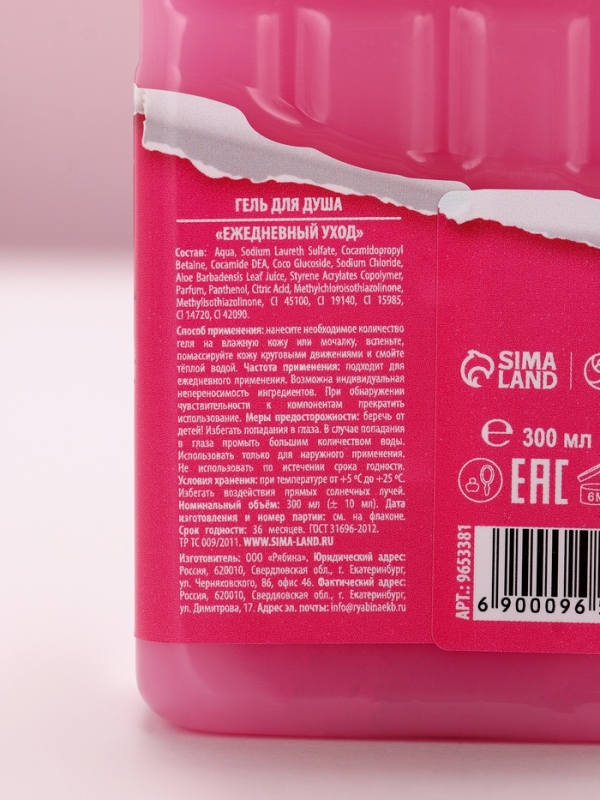 ГЕЛЬ ДЛЯ ДУША
«ЕЖЕДНЕВНЫЙ УХОД»
Состав: Aqua, Sodium Laureth Sulfate, Cocamidopropyl
Betaine, Cocamide DEA, Coco Glucoside, Sodium Chloride,
Aloe Barbadensis Leaf Juice, Styrene Acrylates Copolymer,
Parfum, Panthenol, Citric Acid, Methylchloroisothiazolinone,
Methylisothiazolinone, CI 45100, CI 19140, CI 15985,
CI 14720, CI 42090.
Способ применения: нанесите необходимое количество
геля на влажную кожу или мочалку, вспеньте,
помассируйте кожу круговыми движениями и смойте
тёплой водой. Частота применения: подходит для
ежедневного применения. Возможна индивидуальная
непереносимость ингредиентов. При обнаружении
чувствительности к компонентам прекратить
использование. Меры предосторожности: беречь от
детей! Избегать попадания в глаза. В случае попадания
в глаза промыть большим количеством воды.
Использовать только для наружного применения.
Не использовать по истечении срока годности.
Условия хранения: при температуре от +5 ºС до +25 ºС.
Избегать воздействия прямых солнечных лучей.
Номинальный объём: 300 мл (± 10 мл). Дата
изготовления и номер партии: см. на флаконе.
Срок годности: 36 месяцев. ГОСТ 31696-2012.
ТР ТС 009/2011. WWW.SIMA-LAND.RU
Изготовитель: ООО «Рябина». Юридический адрес:
Россия, 620010, Свердловская обл., г. Екатеринбург,
ул. Черняховского, 86, офис 46. Фактический адрес:
Россия, 620010, Свердловская обл., г. Екатеринбург,
ул. Димитрова, 17. Адрес эл. почты: info@ryabinaekb.ru
SIMA
LAND
℮ 300 мл
EAC
6М
АРТ.: 9653381
6 900096